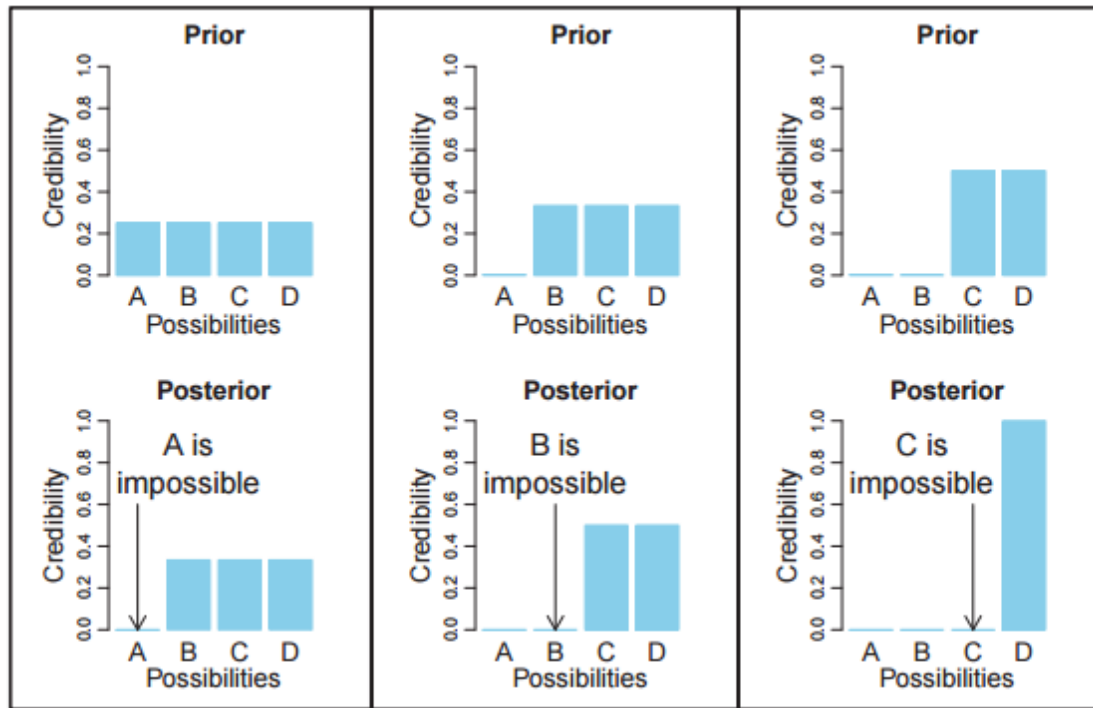 Prior
1.0
0.8
0.6
0.4
0.2
0.0
Credibility
A B C D
Possibilities
Posterior
1.0
0.8
0.6
0.4
0.2
0.0
Credibility
A is
impossible
A B C D
Possibilities
Prior
1.0
0.8
0.6
0.4
0.2
0.0
Credibility
A B C D
Possibilities
Posterior
1.0
0.8
0.6
0.4
0.2
0.0
Credibility
B is
impossible
A B C D
Possibilities
Prior
1.0
0.8
0.6
0.4
0.2
0.0
Credibility
A B C D
Possibilities
Posterior
1.0
0.8
0.6
0.4
0.2
0.0
Credibility
C is
impossible
A B C D
Possibilities